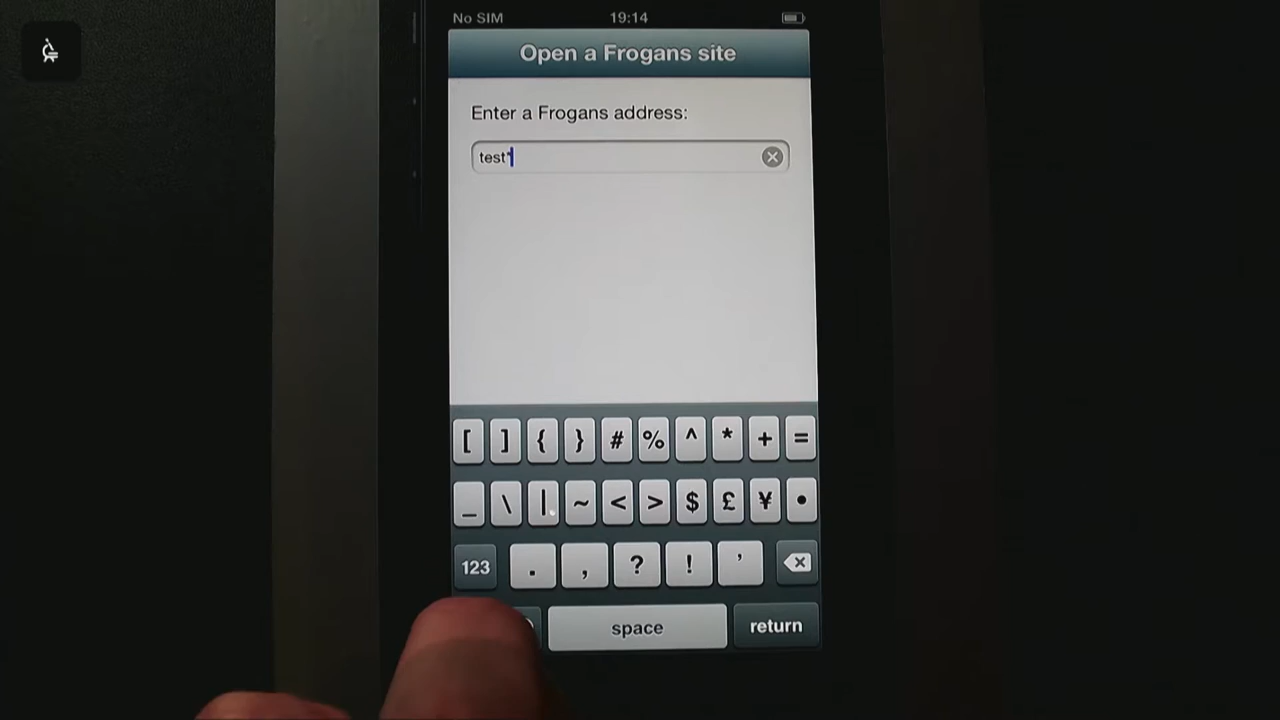 No SIM 19:14
Open a Frogans site
Enter a Frogans address:
test*
[ ] { } # % ^ * + =
_ \ | ~ < > $ £ ¥ •
123 . , ? ! '
space return